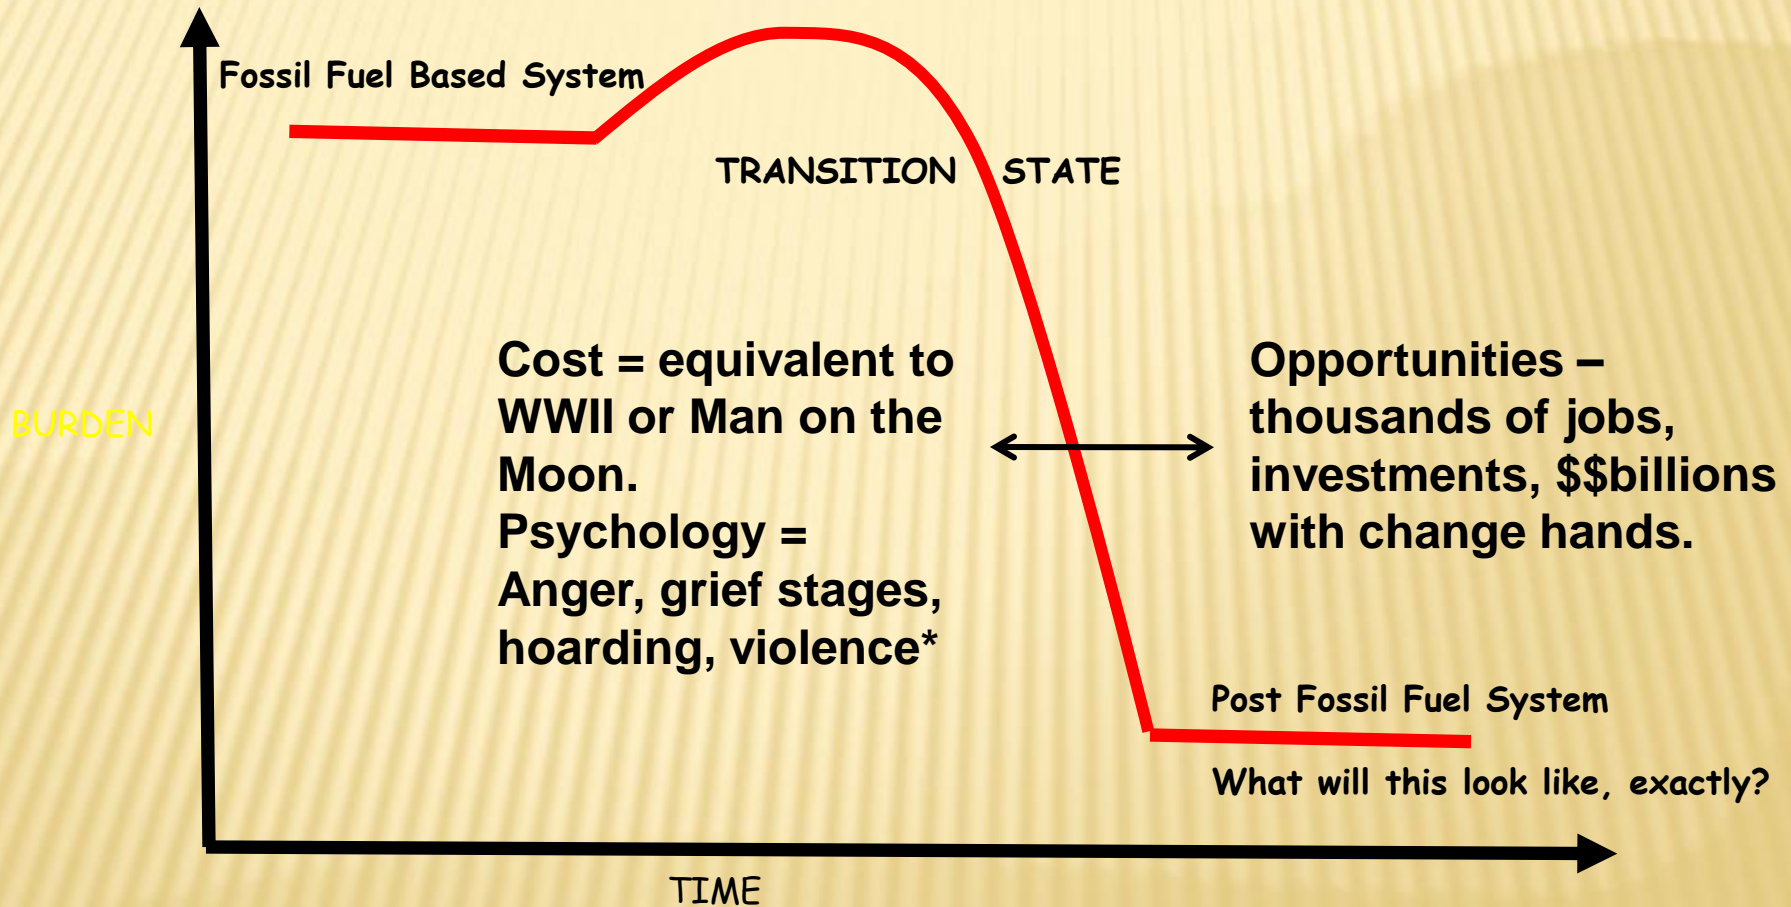 Fossil Fuel Based System
TRANSITION STATE
Cost = equivalent to
WWII or Man on the
Moon.
Psychology =
Anger, grief stages,
hoarding, violence*
Opportunities –
thousands of jobs,
investments, $$billions
with change hands.
BURDEN
Post Fossil Fuel System
What will this look like, exactly?
TIME